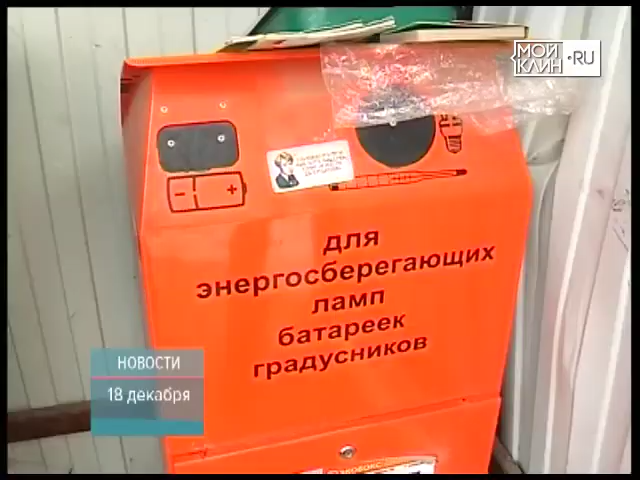 МОЙ
КЛИН .RU
для
энергосберегающих
ламп
батареек
градусников
НОВОСТИ
18 декабря